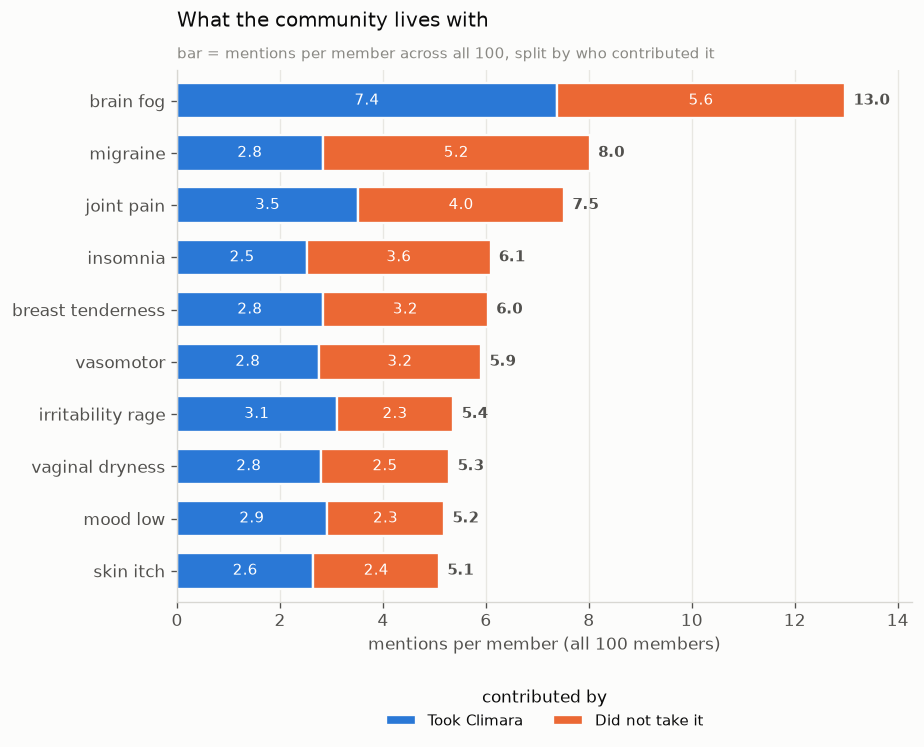 What the community lives with
bar = mentions per member across all 100, split by who contributed it
brain fog 7.4 5.6 13.0
migraine 2.8 5.2 8.0
joint pain 3.5 4.0 7.5
insomnia 2.5 3.6 6.1
breast tenderness 2.8 3.2 6.0
vasomotor 2.8 3.2 5.9
irritability rage 3.1 2.3 5.4
vaginal dryness 2.8 2.5 5.3
mood low 2.9 2.3 5.2
skin itch 2.6 2.4 5.1
0 2 4 6 8 10 12 14
mentions per member (all 100 members)
contributed by
Took Climara Did not take it